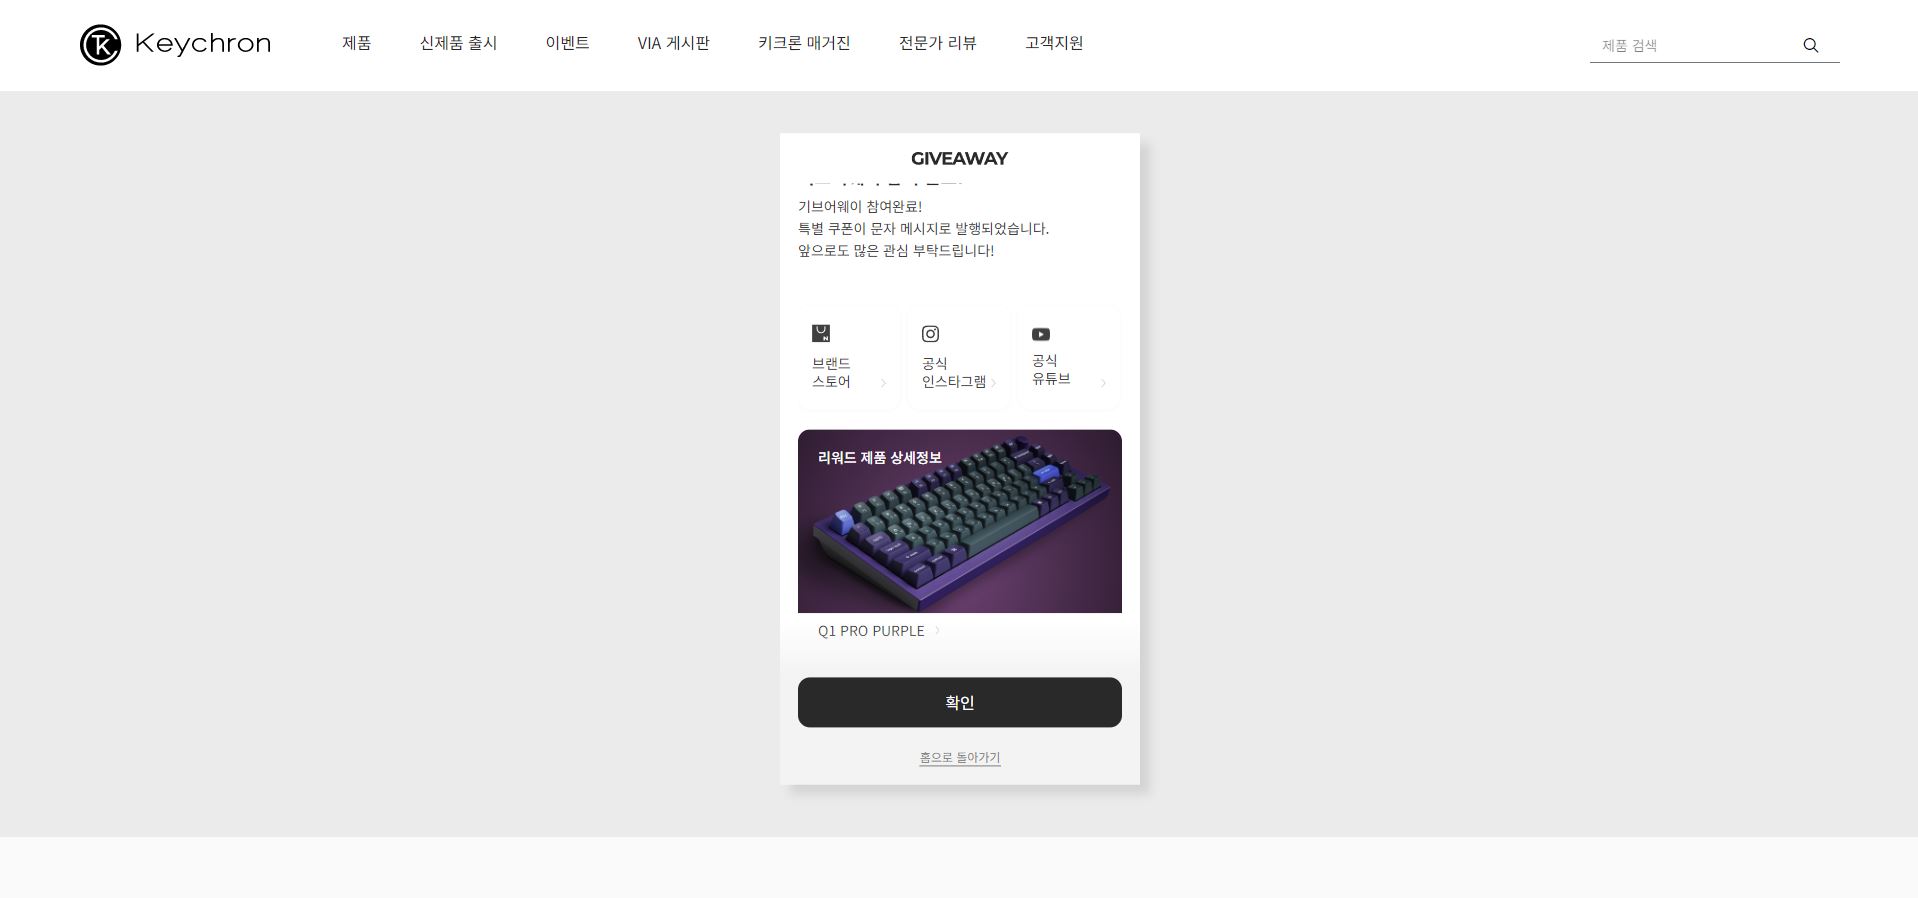 Keychron
제품
신제품 출시
이벤트
VIA 게시판
키크론 매거진
전문가 리뷰
고객지원
제품 검색
GIVEAWAY
기브어웨이 참여완료!
특별 쿠폰이 문자 메시지로 발행되었습니다.
앞으로도 많은 관심 부탁드립니다!
브랜드
스토어
공식
인스타그램
공식
유튜브
리워드 제품 상세정보
Q1 PRO PURPLE
확인
홈으로 돌아가기